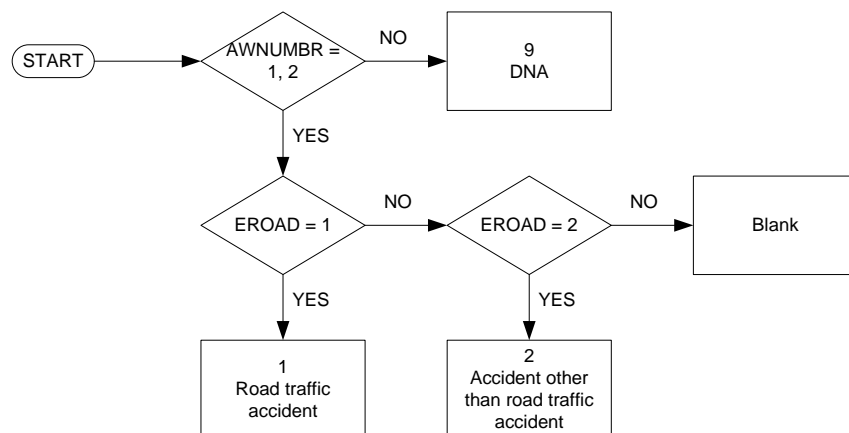 START
AWNUMBR =
1, 2
NO
9
DNA
YES
EROAD = 1
NO
EROAD = 2
NO
Blank
YES
YES
1
Road traffic
accident
2
Accident other
than road traffic
accident